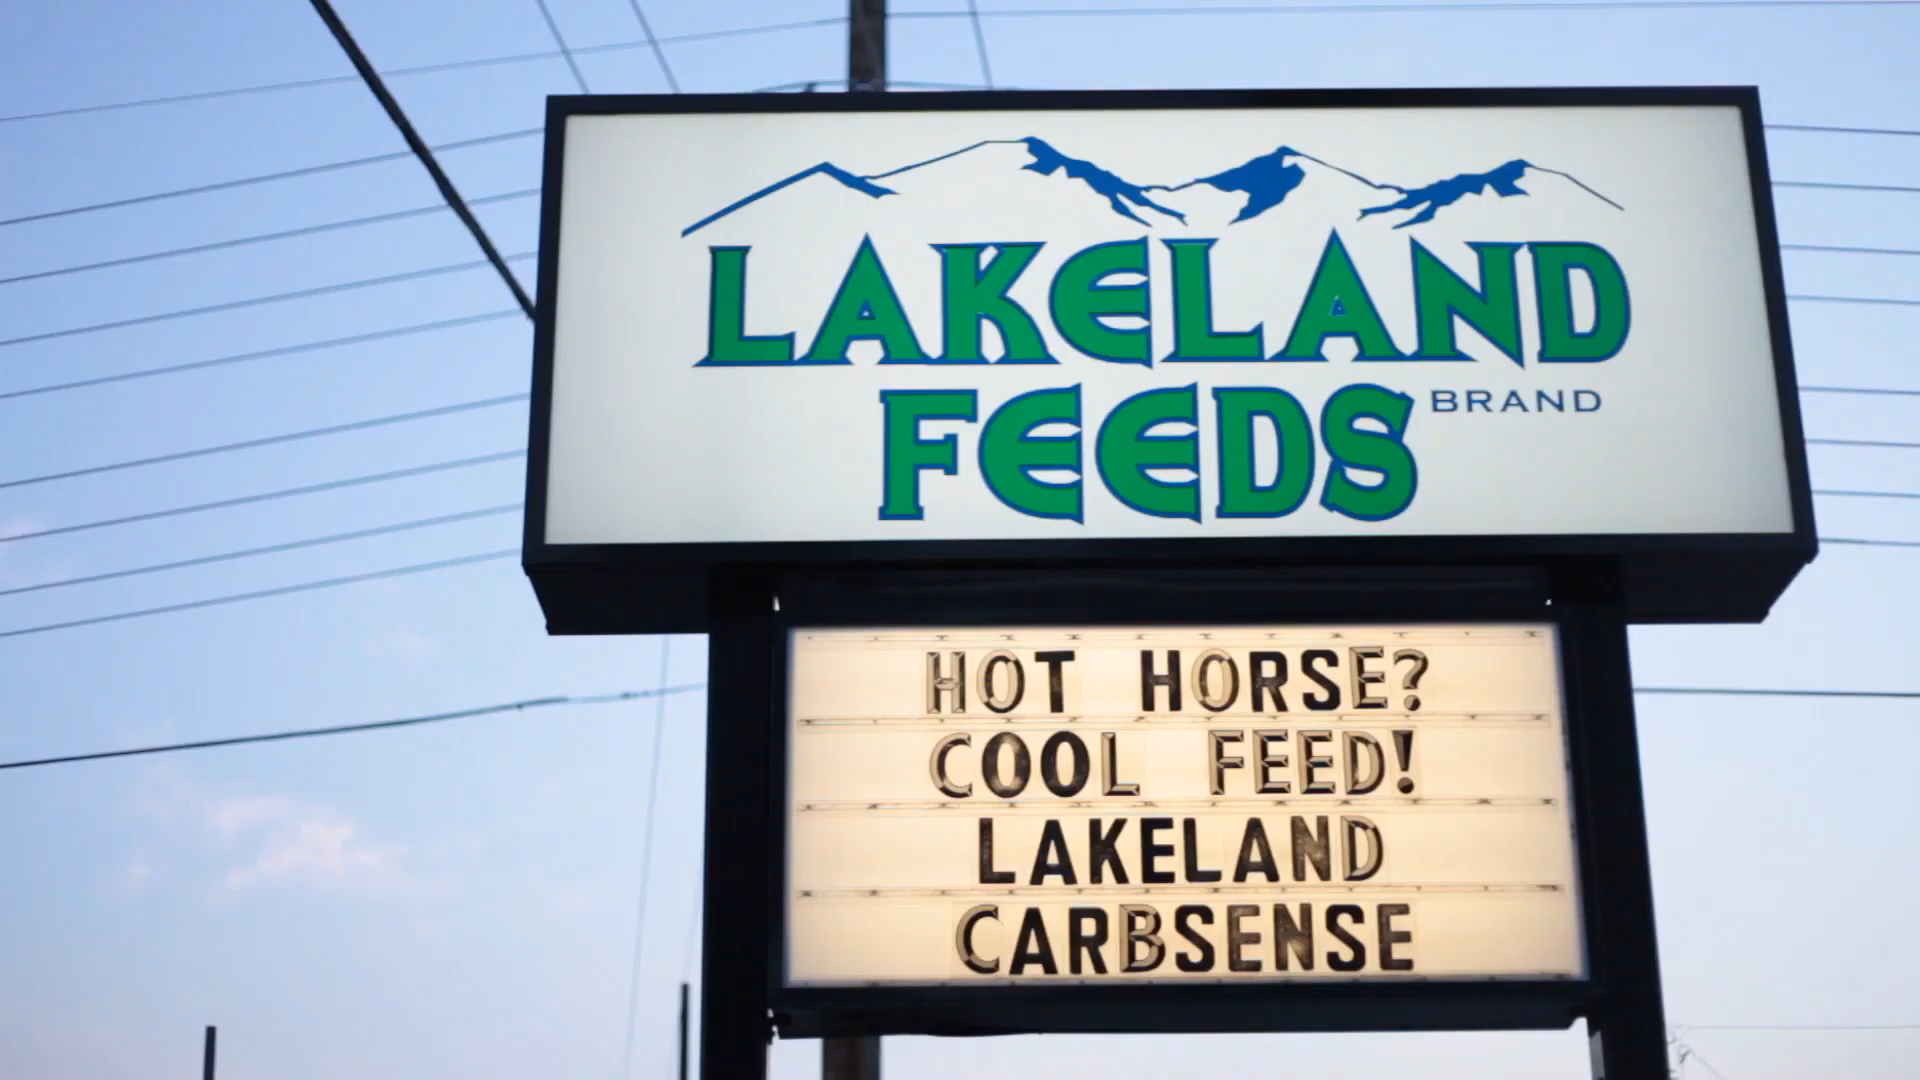 LAKELAND
FEEDS BRAND
HOT HORSE?
COOL FEED!
LAKELAND
CARBSENSE